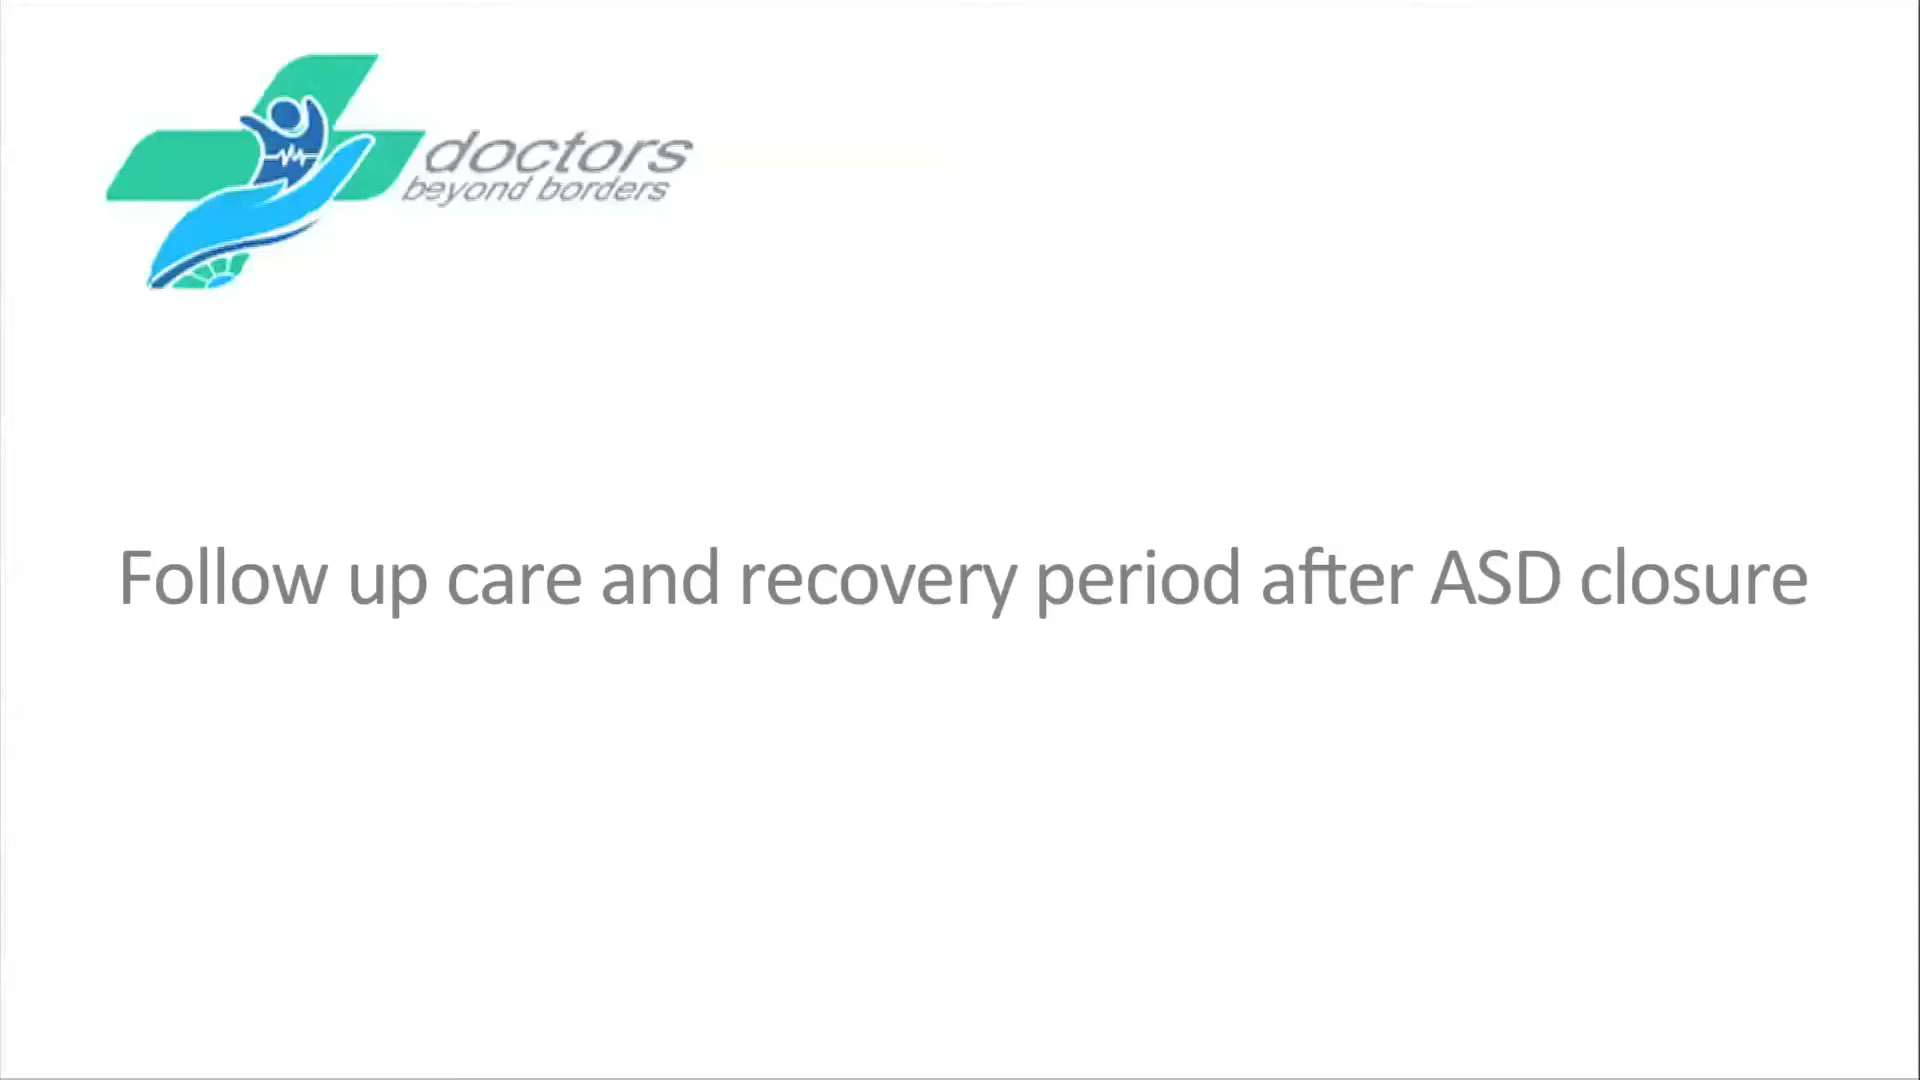 doctors
beyond borders
Follow up care and recovery period after ASD closure